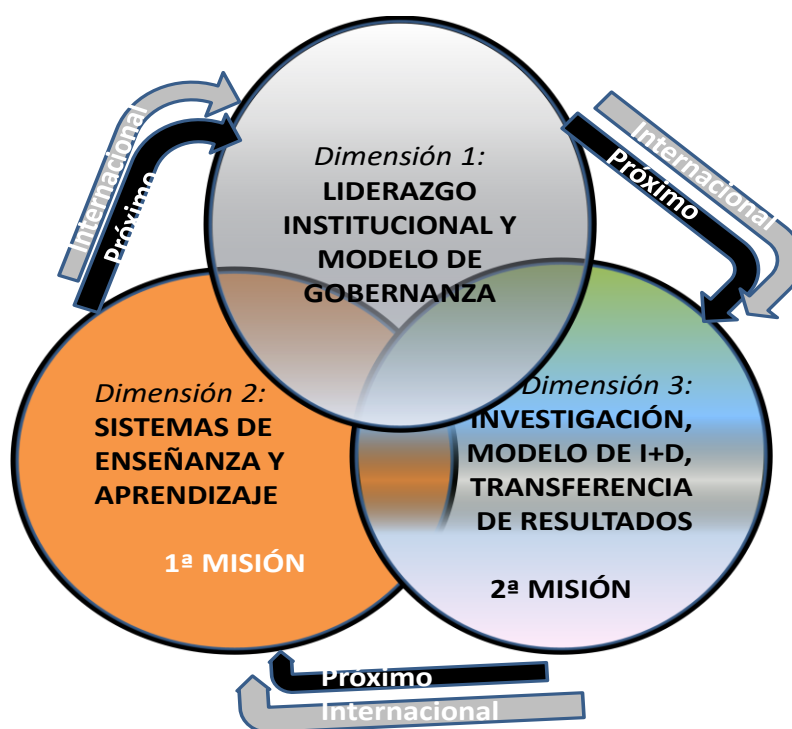 Internacional
Próximo
Dimensión 1:
LIDERAZGO
INSTITUCIONAL Y
MODELO DE
GOBERNANZA
Internacional
Próximo
Dimensión 2:
SISTEMAS DE
ENSEÑANZA Y
APRENDIZAJE
1ª MISIÓN
Dimensión 3:
INVESTIGACIÓN,
MODELO DE I+D,
TRANSFERENCIA
DE RESULTADOS
2ª MISIÓN
Próximo
Internacional